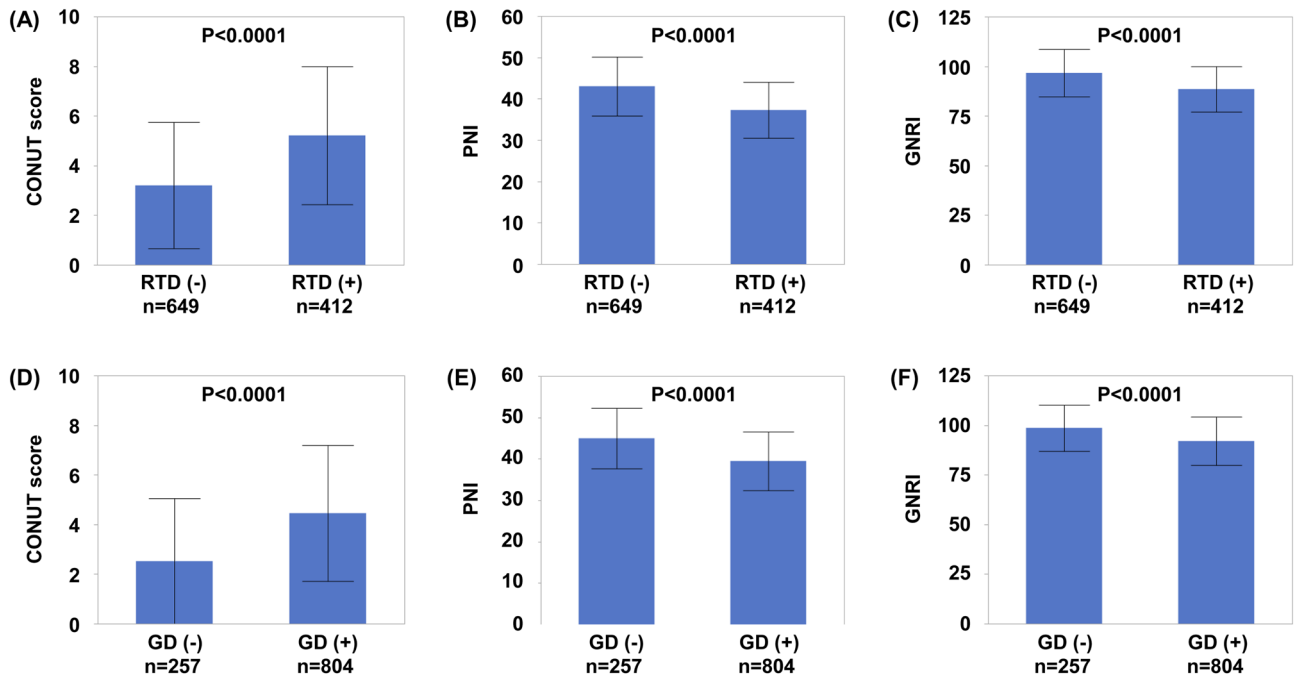 (A)
CONUT score
10
8
6
4
2
0
P<0.0001
RTD (-)
n=649
RTD (+)
n=412
(B)
PNI
60
50
40
30
20
10
0
P<0.0001
RTD (-)
n=649
RTD (+)
n=412
(C)
GNRI
125
100
75
50
25
0
P<0.0001
RTD (-)
n=649
RTD (+)
n=412
(D)
CONUT score
10
8
6
4
2
0
P<0.0001
GD (-)
n=257
GD (+)
n=804
(E)
PNI
60
50
40
30
20
10
0
P<0.0001
GD (-)
n=257
GD (+)
n=804
(F)
GNRI
125
100
75
50
25
0
P<0.0001
GD (-)
n=257
GD (+)
n=804